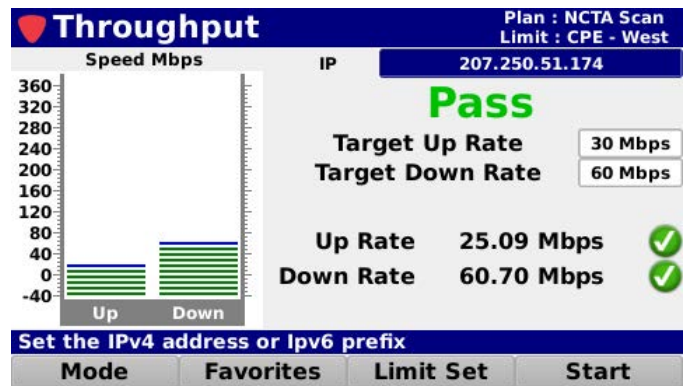 Throughput
Plan : NCTA Scan
Limit : CPE - West
Speed Mbps
IP 207.250.51.174
Pass
360
320
280
240
200
160
120
80
40
0
-40
Target Up Rate 30 Mbps
Target Down Rate 60 Mbps
Up Rate 25.09 Mbps
Down Rate 60.70 Mbps
Up Down
Set the IPv4 address or Ipv6 prefix
Mode Favorites Limit Set Start